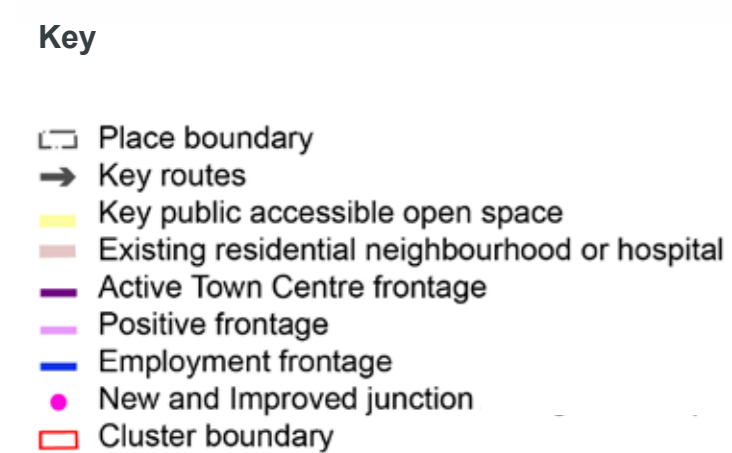 Key
Place boundary
Key routes
Key public accessible open space
Existing residential neighbourhood or hospital
Active Town Centre frontage
Positive frontage
Employment frontage
New and Improved junction
Cluster boundary